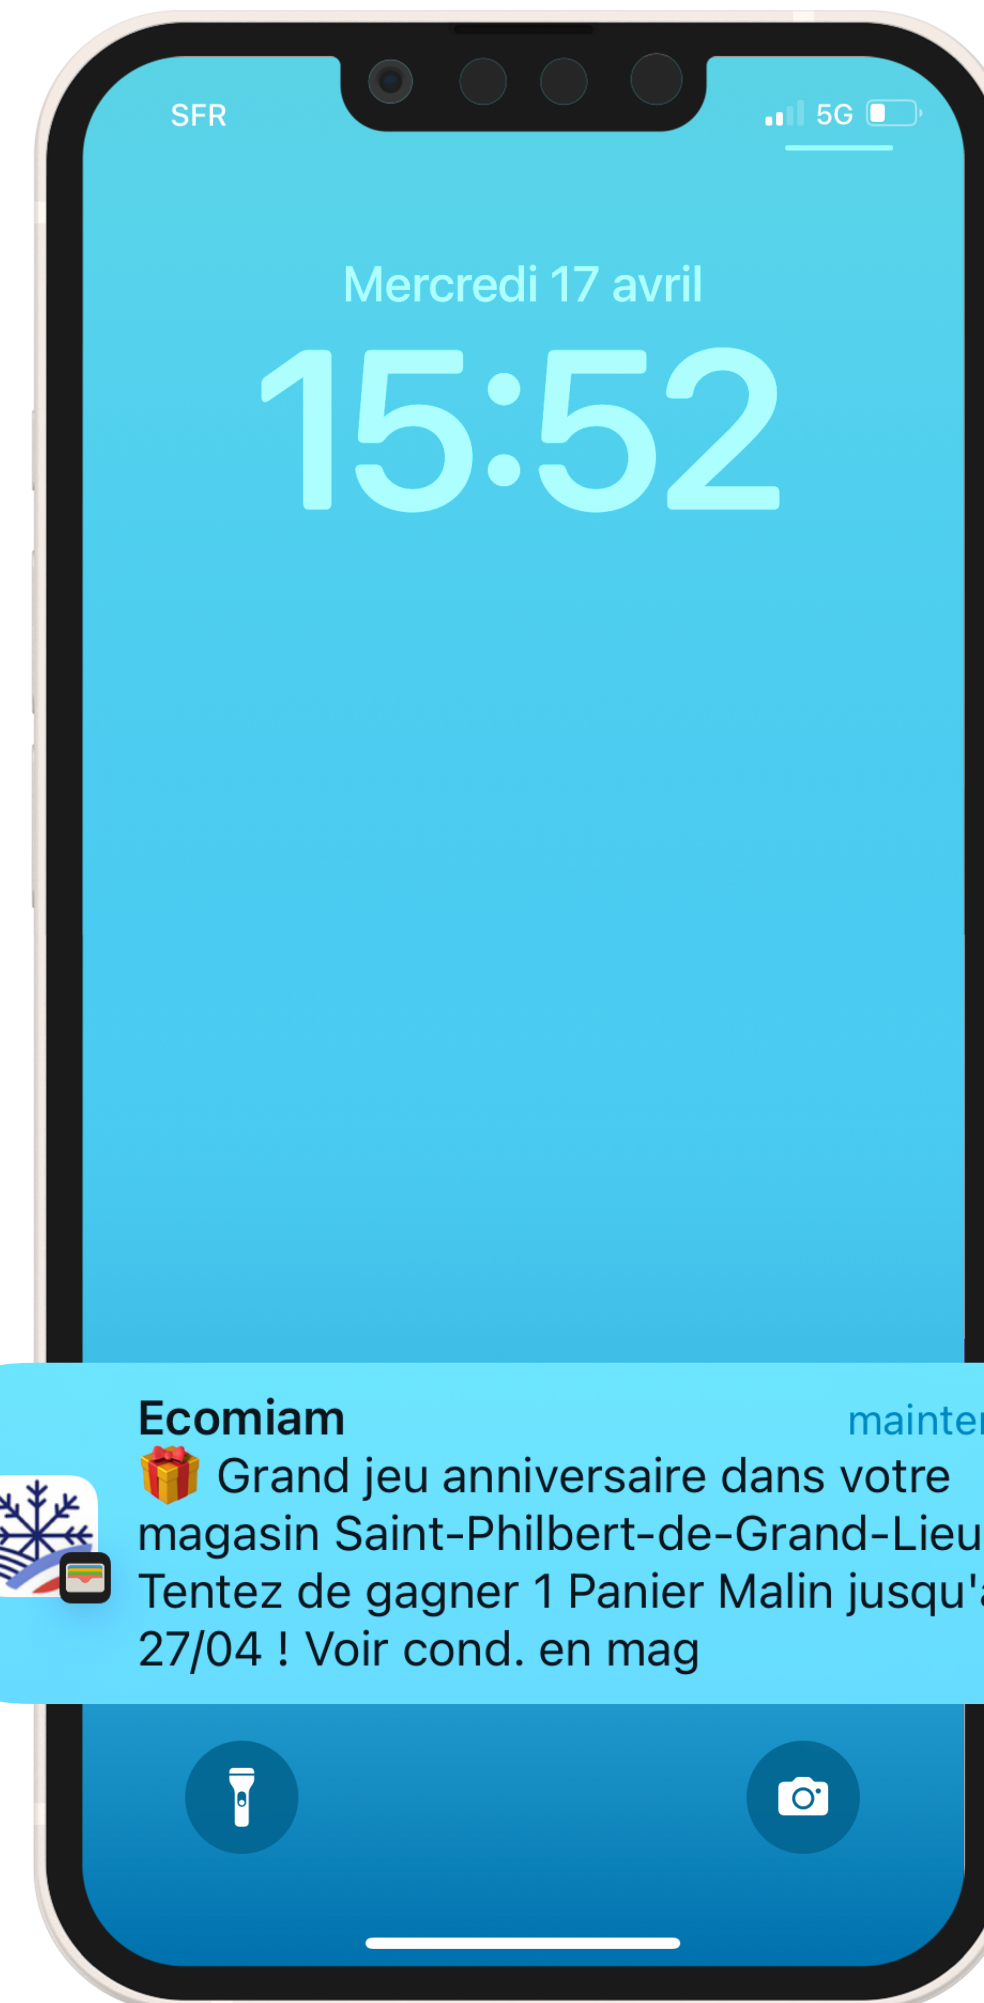 SFR
5G
Mercredi 17 avril
15:52
Ecomiam
🎁 Grand jeu anniversaire dans votre
magasin Saint-Philbert-de-Grand-Lieu
Tentez de gagner 1 Panier Malin
27/04 ! Voir cond. en mag